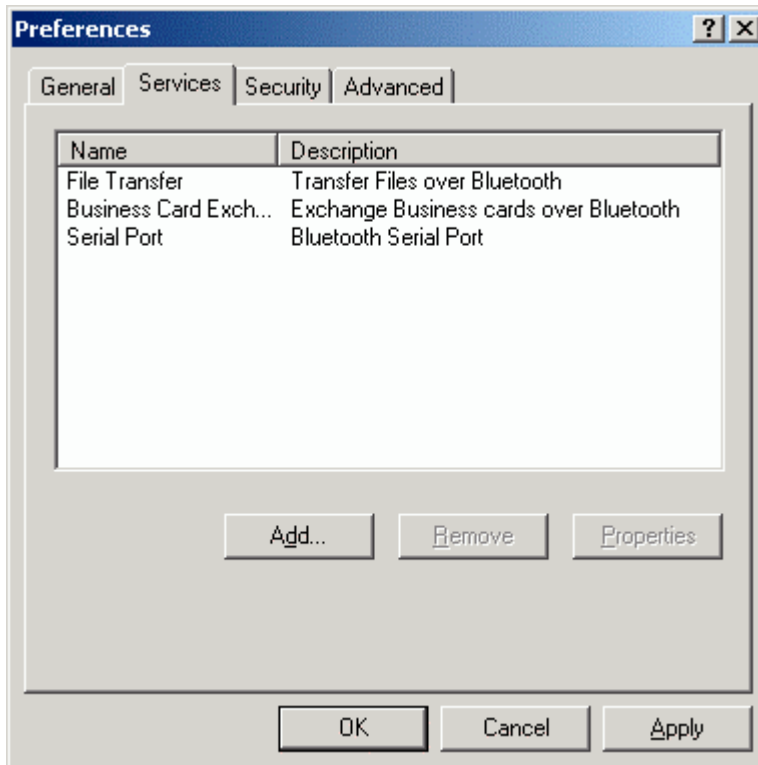 Preferences
General Services Security Advanced
Name Description
File Transfer Transfer Files over Bluetooth
Business Card Exch... Exchange Business cards over Bluetooth
Serial Port Bluetooth Serial Port
Add... Remove Properties
OK Cancel Apply